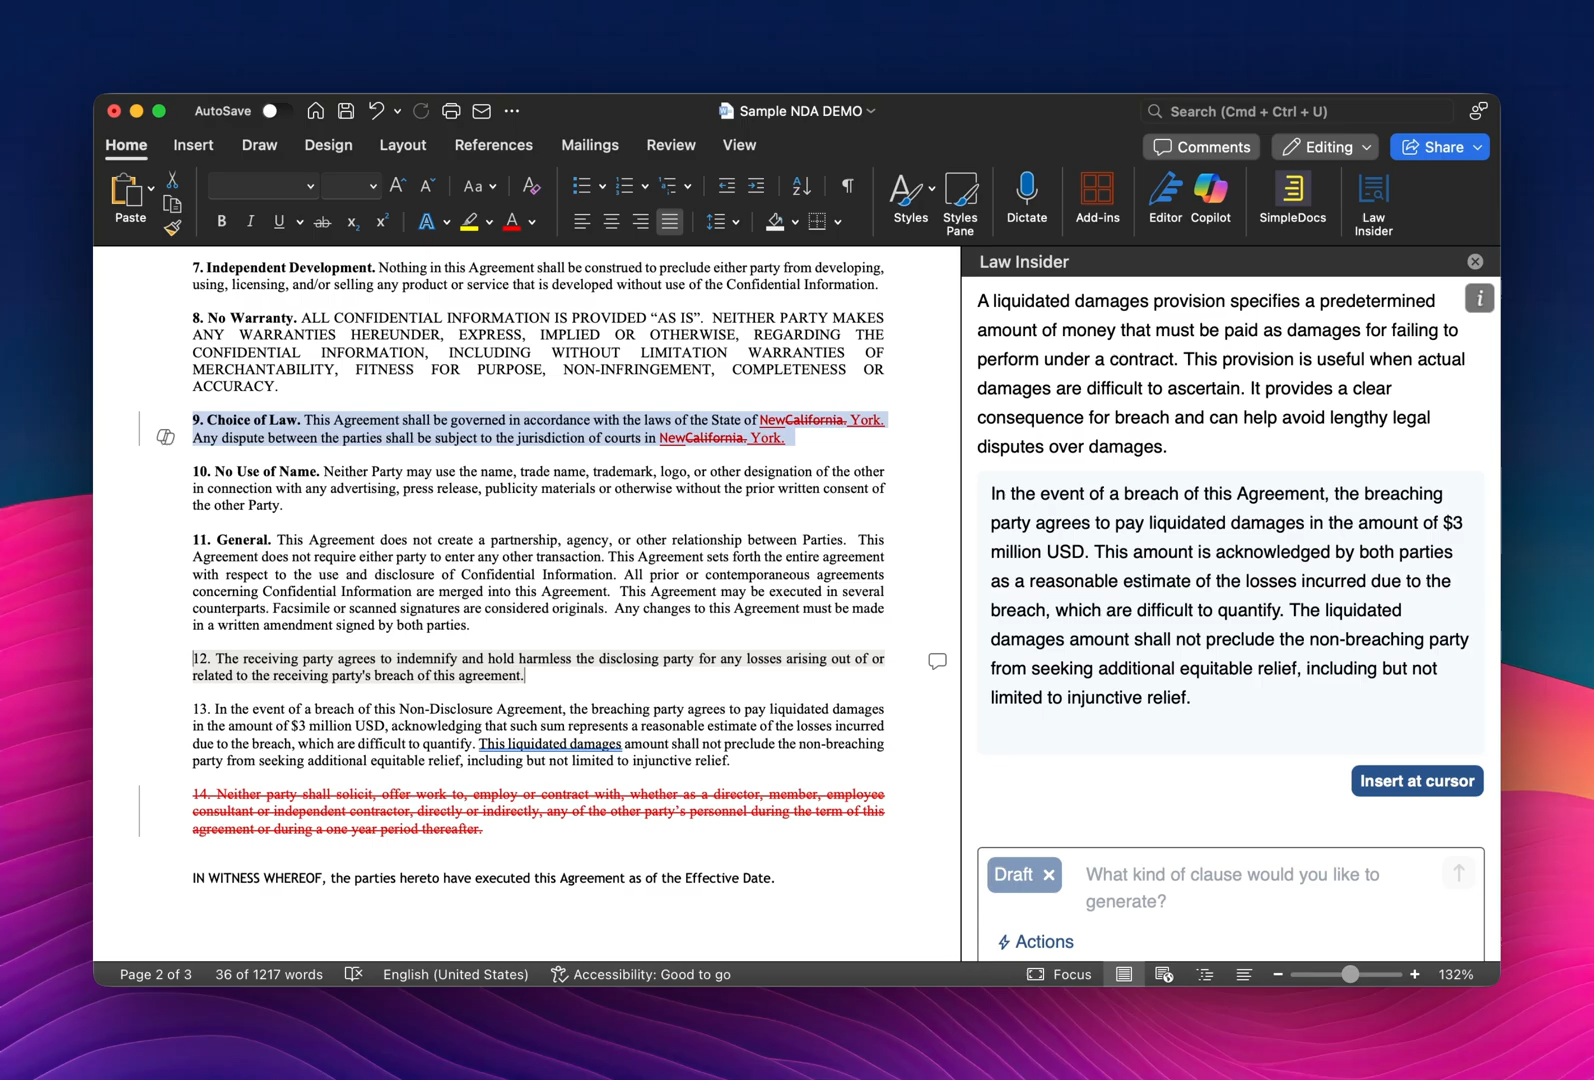 AutoSave
Sample NDA DEMO
Search (Cmd + Ctrl + U)
Home Insert Draw Design Layout References Mailings Review View
Comments Editing Share
Paste
Aa
B I U ab x2 x2 A A
Styles
Styles
Pane
Dictate
Add-ins
Editor
Copilot
SimpleDocs
Law
Insider
7. Independent Development. Nothing in this Agreement shall be construed to preclude either party from developing,
using, licensing, and/or selling any product or service that is developed without use of the Confidential Information.
8. No Warranty. ALL CONFIDENTIAL INFORMATION IS PROVIDED “AS IS”. NEITHER PARTY MAKES
ANY WARRANTIES HEREUNDER, EXPRESS, IMPLIED OR OTHERWISE, REGARDING THE
CONFIDENTIAL INFORMATION, INCLUDING WITHOUT LIMITATION WARRANTIES OF
MERCHANTABILITY, FITNESS FOR PURPOSE, NON-INFRINGEMENT, COMPLETENESS OR
ACCURACY.
9. Choice of Law. This Agreement shall be governed in accordance with the laws of the State of NewCalifornia. York.
Any dispute between the parties shall be subject to the jurisdiction of courts in NewCalifornia. York.
10. No Use of Name. Neither Party may use the name, trade name, trademark, logo, or other designation of the other
in connection with any advertising, press release, publicity materials or otherwise without the prior written consent of
the other Party.
11. General. This Agreement does not create a partnership, agency, or other relationship between Parties. This
Agreement does not require either party to enter any other transaction. This Agreement sets forth the entire agreement
with respect to the use and disclosure of Confidential Information. All prior or contemporaneous agreements
concerning Confidential Information are merged into this Agreement. This Agreement may be executed in several
counterparts. Facsimile or scanned signatures are considered originals. Any changes to this Agreement must be made
in a written amendment signed by both parties.
12. The receiving party agrees to indemnify and hold harmless the disclosing party for any losses arising out of or
related to the receiving party's breach of this agreement.
13. In the event of a breach of this Non-Disclosure Agreement, the breaching party agrees to pay liquidated damages
in the amount of $3 million USD, acknowledging that such sum represents a reasonable estimate of the losses incurred
due to the breach, which are difficult to quantify. This liquidated damages amount shall not preclude the non-breaching
party from seeking additional equitable relief, including but not limited to injunctive relief.
14. Neither party shall solicit, offer work to, employ or contract with, whether as a director, member, employee
consultant or independent contractor, directly or indirectly, any of the other party’s personnel during the term of this
agreement or during a one year period thereafter.
IN WITNESS WHEREOF, the parties hereto have executed this Agreement as of the Effective Date.
Law Insider
A liquidated damages provision specifies a predetermined
amount of money that must be paid as damages for failing to
perform under a contract. This provision is useful when actual
damages are difficult to ascertain. It provides a clear
consequence for breach and can help avoid lengthy legal
disputes over damages.
i
In the event of a breach of this Agreement, the breaching
party agrees to pay liquidated damages in the amount of $3
million USD. This amount is acknowledged by both parties
as a reasonable estimate of the losses incurred due to the
breach, which are difficult to quantify. The liquidated
damages amount shall not preclude the non-breaching party
from seeking additional equitable relief, including but not
limited to injunctive relief.
Insert at cursor
Draft ×
What kind of clause would you like to
generate?
Actions
Page 2 of 3 36 of 1217 words English (United States) Accessibility: Good to go Focus 132%